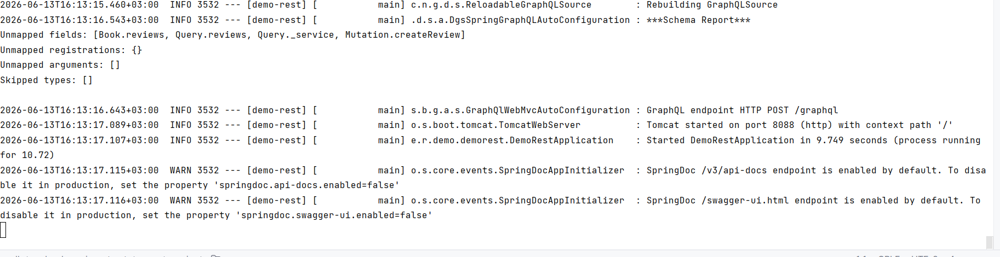 2026-06-13T16:13:15.460+03:00  INFO 3532 --- [demo-rest] [           main] c.n.g.d.s.ReloadableGraphQLSource        : Rebuilding GraphQLSource
2026-06-13T16:13:16.543+03:00  INFO 3532 --- [demo-rest] [           main] .d.s.a.DgsSpringGraphQLAutoConfiguration : ***Schema Report***
Unmapped fields: [Book.reviews, Query.reviews, Query._service, Mutation.createReview]
Unmapped registrations: {}
Unmapped arguments: []
Skipped types: []
2026-06-13T16:13:16.643+03:00  INFO 3532 --- [demo-rest] [           main] s.b.g.a.s.GraphQlWebMvcAutoConfiguration : GraphQL endpoint HTTP POST /graphql
2026-06-13T16:13:17.089+03:00  INFO 3532 --- [demo-rest] [           main] o.s.boot.tomcat.TomcatWebServer          : Tomcat started on port 8088 (http) with context path '/'
2026-06-13T16:13:17.107+03:00  INFO 3532 --- [demo-rest] [           main] e.r.demo.demorest.DemoRestApplication    : Started DemoRestApplication in 9.749 seconds (process running
for 10.72)
2026-06-13T16:13:17.115+03:00  WARN 3532 --- [demo-rest] [           main] o.s.core.events.SpringDocAppInitializer  : SpringDoc /v3/api-docs endpoint is enabled by default. To disa
ble it in production, set the property 'springdoc.api-docs.enabled=false'
2026-06-13T16:13:17.116+03:00  WARN 3532 --- [demo-rest] [           main] o.s.core.events.SpringDocAppInitializer  : SpringDoc /swagger-ui.html endpoint is enabled by default. To
disable it in production, set the property 'springdoc.swagger-ui.enabled=false'